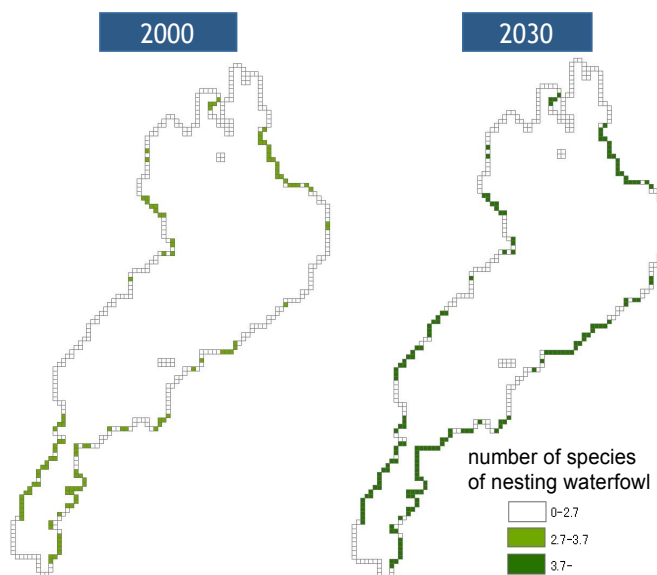 2000
2030
number of species
of nesting waterfowl
0-2.7
2.7-3.7
3.7-